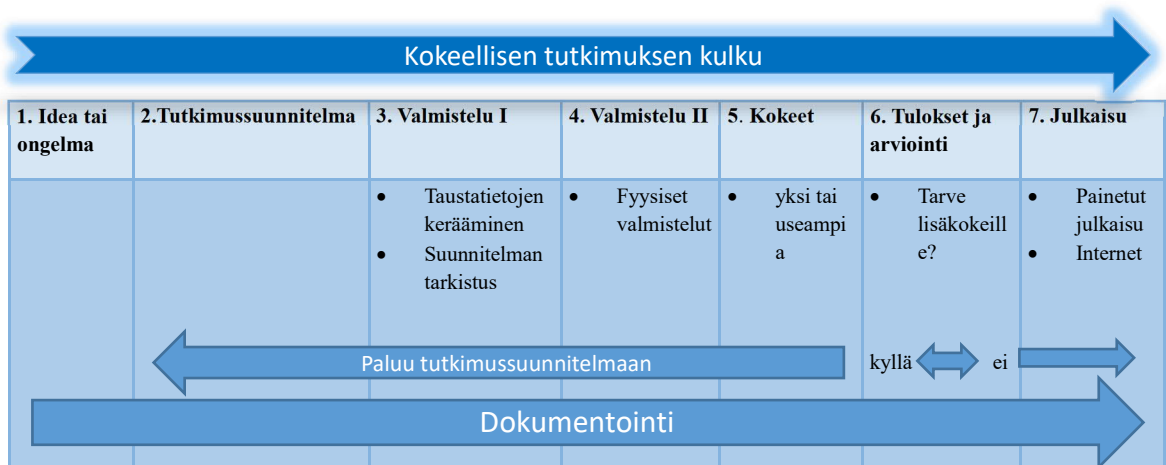 Kokeellisen tutkimuksen kulku
1. Idea tai
ongelma
2.Tutkimussuunnitelma
3. Valmistelu I
4. Valmistelu II
5. Kokeet
6. Tulokset ja
arviointi
7. Julkaisu
• Taustatietojen
kerääminen
• Suunnitelman
tarkistus
• Fyysiset
valmistelut
• yksi tai
useampi
a
• Tarve
lisäkokeill
e?
• Painetut
julkaisu
• Internet
Paluu tutkimussuunnitelmaan
kyllä ei
Dokumentointi